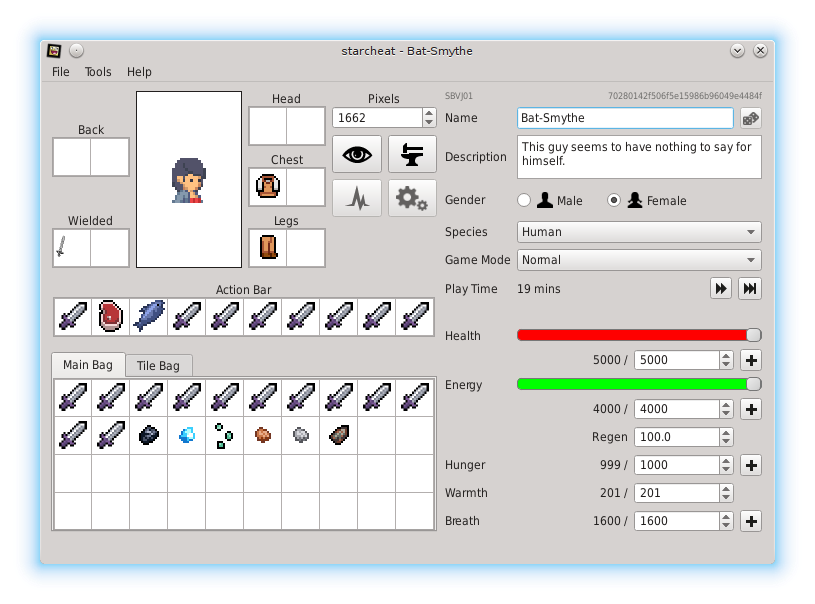 starcheat - Bat-Smythe
File Tools Help
Back
Wielded
Head
Chest
Legs
Pixels
1662
Action Bar
Main Bag
Tile Bag
SBVJ01 70280142f506f5e15986b96049e4484f
Name Bat-Smythe
Description This guy seems to have nothing to say for
himself.
Gender Male Female
Species Human
Game Mode Normal
Play Time 19 mins
Health
5000 / 5000
Energy
4000 / 4000
Regen 100.0
Hunger 999 / 1000
Warmth 201 / 201
Breath 1600 / 1600